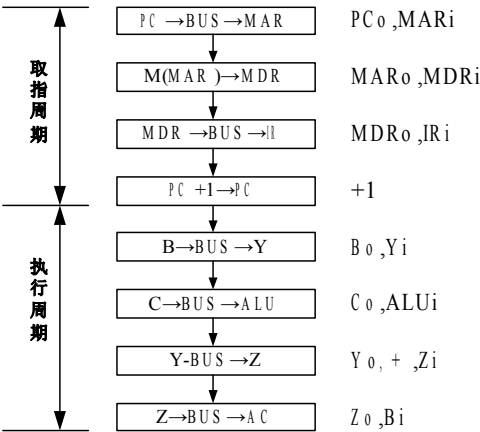 取指周期
PC→BUS→MAR PCo,MARi
M(MAR)→MDR MARo,MDRi
MDR→BUS→IR MDRo,IRi
PC+1→PC +1
执行周期
B→BUS→Y Bo,Yi
C→BUS→ALU Co,ALUi
Y-BUS→Z Yo,+,Zi
Z→BUS→AC Zo,Bi